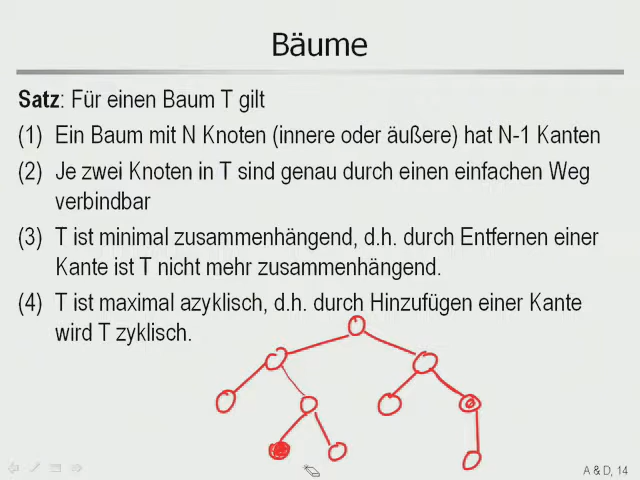 Bäume
Satz: Für einen Baum T gilt
(1) Ein Baum mit N Knoten (innere oder äußere) hat N-1 Kanten
(2) Je zwei Knoten in T sind genau durch einen einfachen Weg
verbindbar
(3) T ist minimal zusammenhängend, d.h. durch Entfernen einer
Kante ist T nicht mehr zusammenhängend.
(4) T ist maximal azyklisch, d.h. durch Hinzufügen einer Kante
wird T zyklisch.
A & D, 14